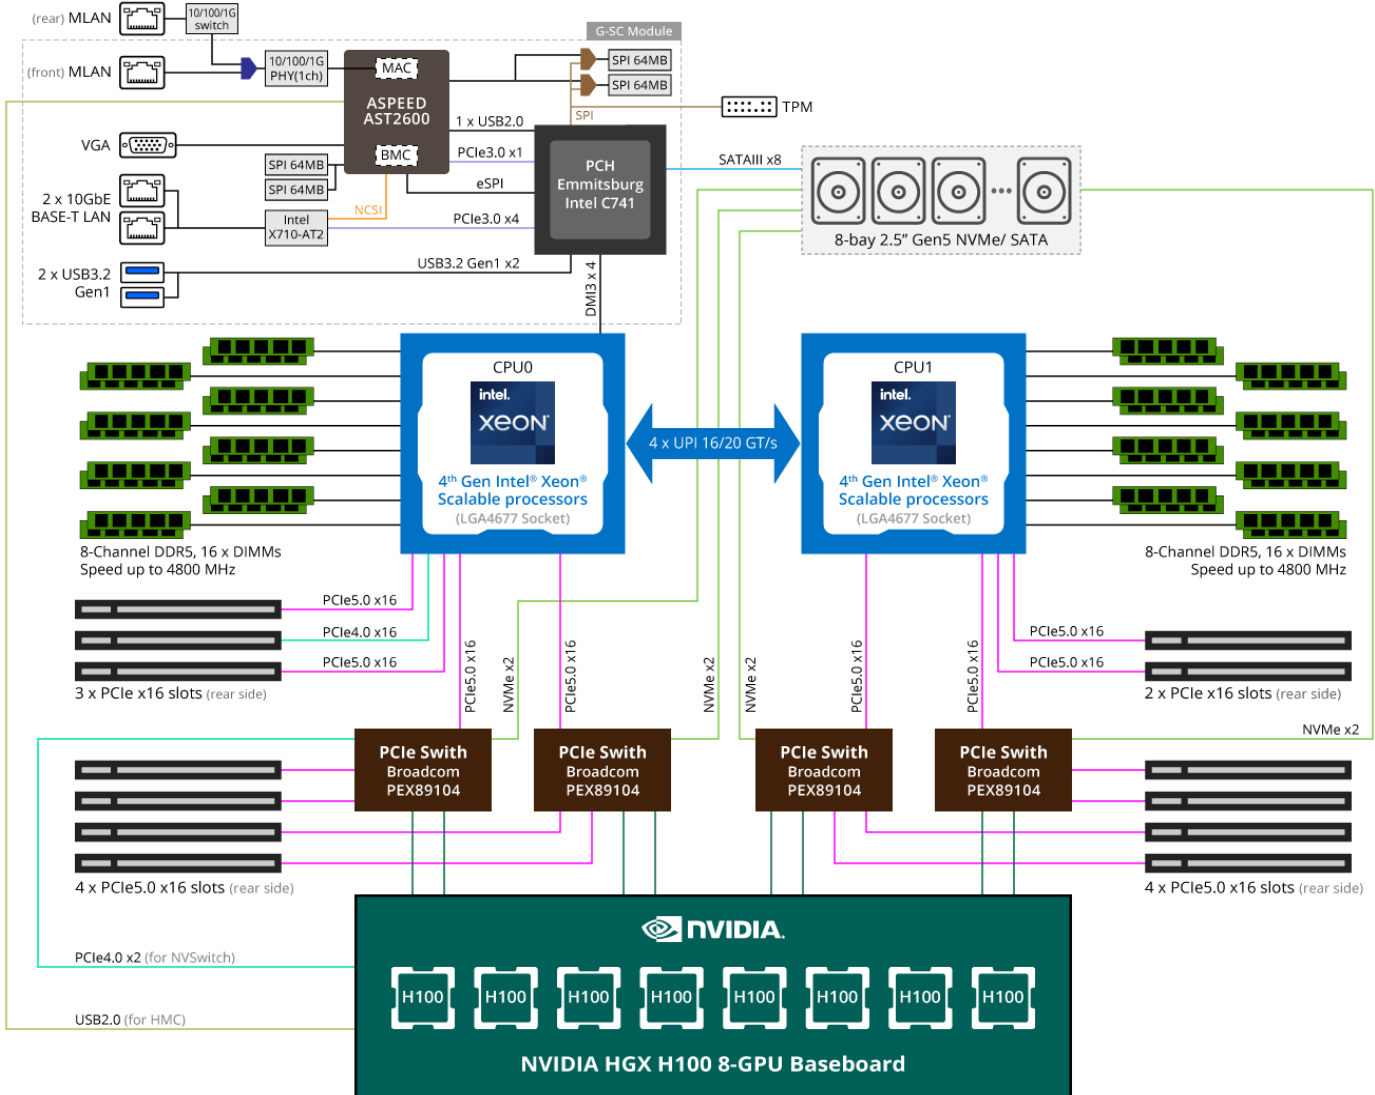 (rear) MLAN
10/100/1G
switch
G-SC Module
(front) MLAN
10/100/1G
PHY(1ch)
MAC
ASPEED
AST2600
BMC
SPI 64MB
SPI 64MB
SPI
TPM
1 x USB2.0
VGA
SPI 64MB
SPI 64MB
PCIe3.0 x1
eSPI
NCSI
PCIe3.0 x4
2 x 10GbE
BASE-T LAN
Intel
X710-AT2
PCH
Emmitsburg
Intel C741
SATAIII x8
8-bay 2.5” Gen5 NVMe/ SATA
2 x USB3.2
Gen1
USB3.2 Gen1 x2
DMI3 x 4
CPU0
intel.
xeon
4th Gen Intel® Xeon®
Scalable processors
(LGA4677 Socket)
4 x UPI 16/20 GT/s
CPU1
intel.
xeon
4th Gen Intel® Xeon®
Scalable processors
(LGA4677 Socket)
8-Channel DDR5, 16 x DIMMs
Speed up to 4800 MHz
8-Channel DDR5, 16 x DIMMs
Speed up to 4800 MHz
PCIe5.0 x16
PCIe4.0 x16
PCIe5.0 x16
3 x PCIe x16 slots (rear side)
PCIe5.0 x16
NVMe x2
PCIe5.0 x16
NVMe x2
NVMe x2
PCIe5.0 x16
PCIe5.0 x16
PCIe5.0 x16
PCIe5.0 x16
2 x PCIe x16 slots (rear side)
NVMe x2
PCIe Swith
Broadcom
PEX89104
PCIe Swith
Broadcom
PEX89104
PCIe Swith
Broadcom
PEX89104
PCIe Swith
Broadcom
PEX89104
4 x PCIe5.0 x16 slots (rear side)
4 x PCIe5.0 x16 slots (rear side)
PCIe4.0 x2 (for NVSwitch)
USB2.0 (for HMC)
NVIDIA.
H100
H100
H100
H100
H100
H100
H100
H100
NVIDIA HGX H100 8-GPU Baseboard